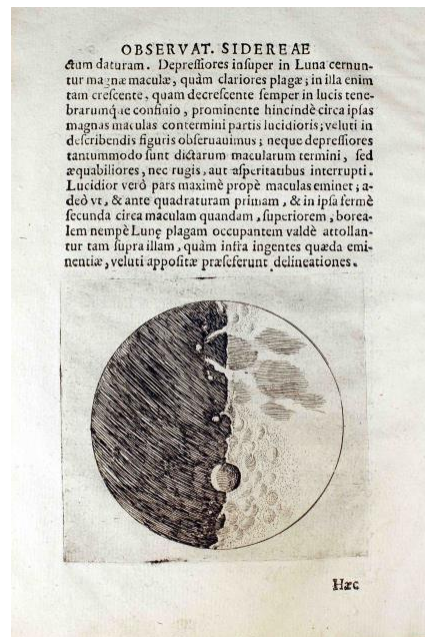 OBSERVAT. SIDEREAE
ctum daturam. Depreſſiores inſuper in Luna cernun-
tur magnæ maculæ, quàm clariores plagæ; in illa enim
tam creſcente, quam decreſcente ſemper in lucis tene-
brarumq́ue confinio, prominente hincindè circa ipſas
magnas maculas contermini partis lucidioris; veluti in
deſcribendis figuris obſeruauimus; neque depreſſiores
tantummodo ſunt dictarum macularum termini, ſed
æquabiliores, nec rugis, aut aſperitatibus interrupti.
Lucidior verò pars maximè propè maculas eminet; a-
deò vt, & ante quadraturam primam, & in ipſa fermè
ſecunda circa maculam quandam, ſuperiorem, borea-
lem nempè Lunę plagam occupantem valdè attollan-
tur tam ſupra illam, quàm infra ingentes quæda emi-
nentiæ, veluti appoſitæ præſeferunt delineationes.
Hæc